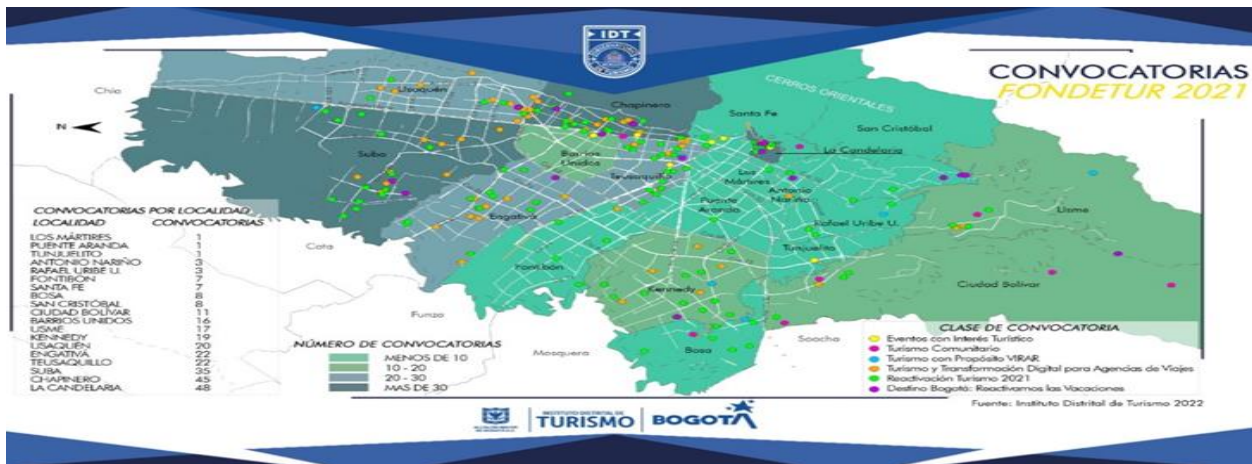 IDT
CONVOCATORIAS
FONDETUR 2021
CERROS ORIENTALES
Chía
Usaquén
Chapinero
Santa Fe
San Cristóbal
La Candelaria
N
Suba
Barrios
Unidos
Teusaquillo
Los
Mártires
Antonio
Nariño
Puente
Aranda
Rafael Uribe U.
Usme
Engativá
Tunjuelito
Cota
Fontibón
Kennedy
Ciudad Bolívar
Funza
Mosquera
Bosa
Soacha
CONVOCATORIAS POR LOCALIDAD
LOCALIDAD CONVOCATORIAS
LOS MÁRTIRES 1
PUENTE ARANDA 1
TUNJUELITO 1
ANTONIO NARIÑO 3
RAFAEL URIBE U. 3
FONTIBÓN 7
SANTA FE 7
BOSA 8
SAN CRISTÓBAL 8
CIUDAD BOLÍVAR 11
BARRIOS UNIDOS 16
USME 17
KENNEDY 19
USAQUÉN 20
ENGATIVÁ 22
TEUSAQUILLO 22
SUBA 35
CHAPINERO 45
LA CANDELARIA 48
NÚMERO DE CONVOCATORIAS
MENOS DE 10
10 - 20
20 - 30
MAS DE 30
CLASE DE CONVOCATORIA
Eventos con Interés Turístico
Turismo Comunitario
Turismo con Propósito VIRAR
Turismo y Transformación Digital para Agencias de Viajes
Reactivación Turismo 2021
Destino Bogotá: Reactivamos las Vacaciones
Fuente: Instituto Distrital de Turismo 2022
INSTITUTO DISTRITAL DE
TURISMO
BOGOTÁ